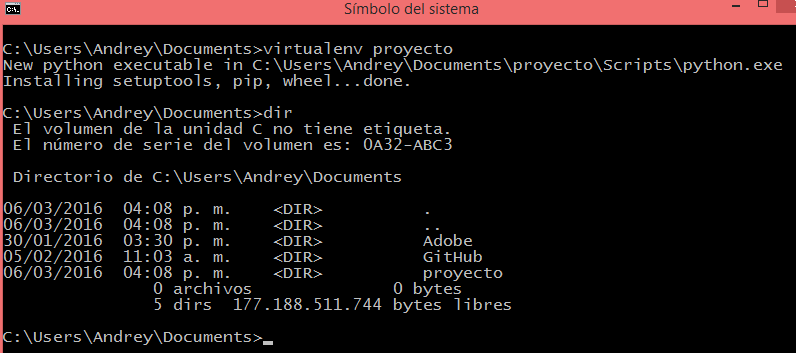 Símbolo del sistema
C:\Users\Andrey\Documents>virtualenv proyecto
New python executable in C:\Users\Andrey\Documents\proyecto\Scripts\python.exe
Installing setuptools, pip, wheel...done.
C:\Users\Andrey\Documents>dir
El volumen de la unidad C no tiene etiqueta.
El número de serie del volumen es: 0A32-ABC3
Directorio de C:\Users\Andrey\Documents
06/03/2016  04:08 p. m.    <DIR>          .
06/03/2016  04:08 p. m.    <DIR>          ..
30/01/2016  03:30 p. m.    <DIR>          Adobe
05/02/2016  11:03 a. m.    <DIR>          GitHub
06/03/2016  04:08 p. m.    <DIR>          proyecto
0 archivos              0 bytes
5 dirs  177.188.511.744 bytes libres
C:\Users\Andrey\Documents>_